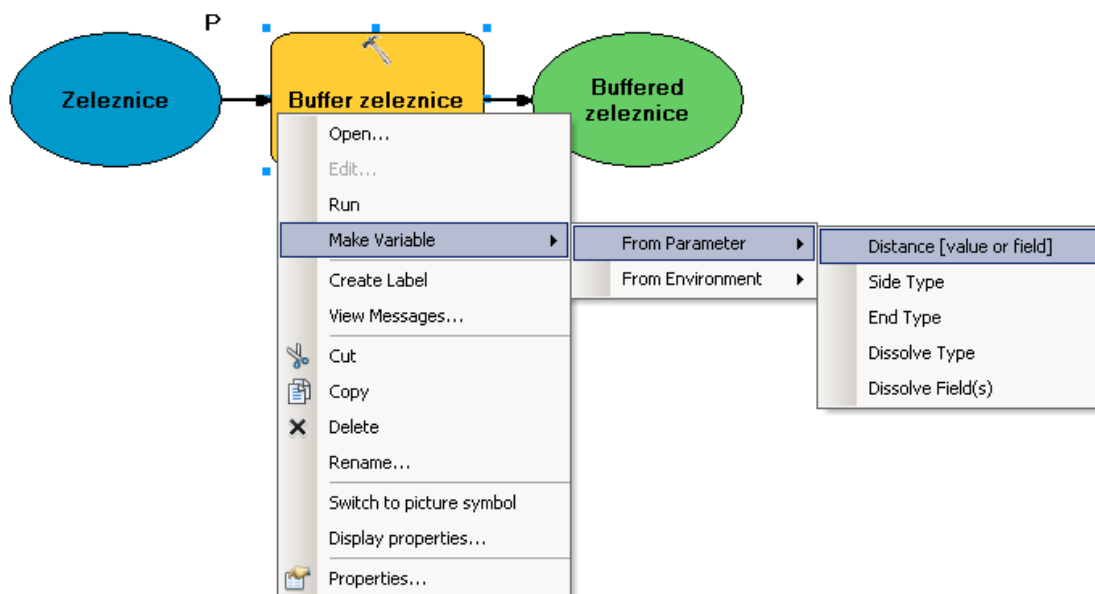 P
Zeleznice
Buffer zeleznice
Buffered
zeleznice
Open...
Edit...
Run
Make Variable
Create Label
View Messages...
Cut
Copy
Delete
Rename...
Switch to picture symbol
Display properties...
Properties...
From Parameter
From Environment
Distance [value or field]
Side Type
End Type
Dissolve Type
Dissolve Field(s)